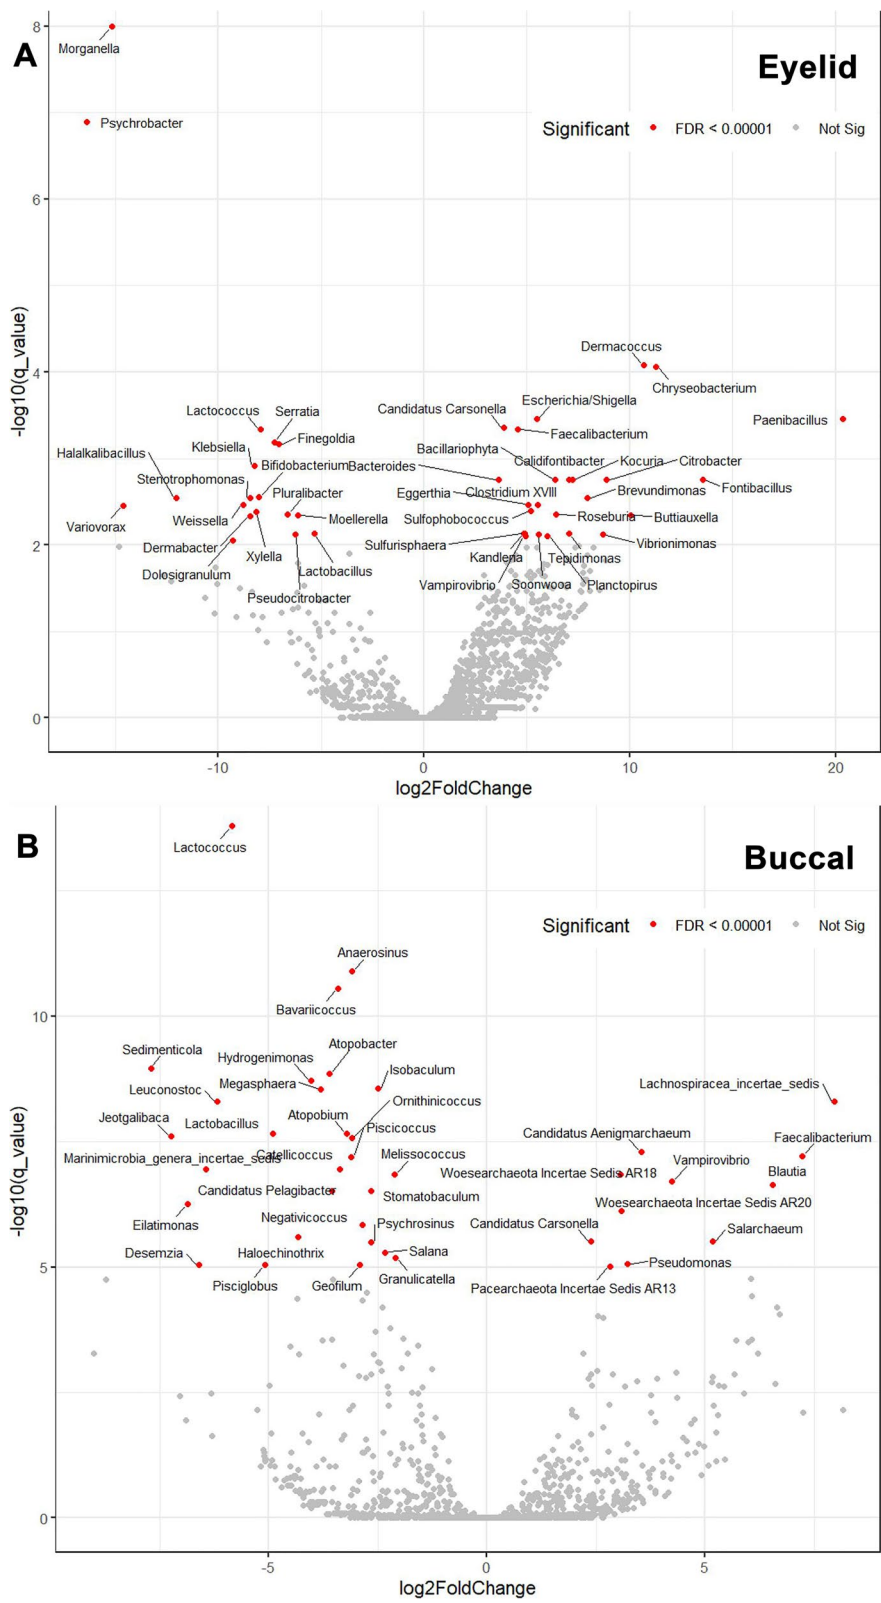 A
Eyelid
Significant FDR < 0.00001 Not Sig
8
6
4
2
0
-log10(q_value)
Morganella
Psychrobacter
Dermacoccus
Chryseobacterium
Escherichia/Shigella
Candidatus Carsonella
Paenibacillus
Lactococcus
Serratia
Faecalibacterium
Finegoldia
Klebsiella
Bacillariophyta
Halalkalibacillus
Bifidobacterium
Bacteroides
Calidifontibacter
Kocuria
Citrobacter
Stenotrophomonas
Pluralibacter
Eggerthia
Clostridium XVIII
Brevundimonas
Fontibacillus
Variovorax
Weissella
Moellerella
Sulfophobococcus
Roseburia
Buttiauxella
Dermabacter
Xylella
Sulfurisphaera
Kandleria
Tepidimonas
Vibrionimonas
Dolosigranulum
Lactobacillus
Vampirovibrio
Soonwooa
Planctopirus
Pseudocitrobacter
-10
0
10
20
log2FoldChange
B
Buccal
Significant FDR < 0.00001 Not Sig
10
5
0
-log10(q_value)
Lactococcus
Anaerosinus
Bavariicoccus
Sedimenticola
Atopobacter
Hydrogenimonas
Isobaculum
Leuconostoc
Megasphaera
Lachnospiracea_incertae_sedis
Ornithinicoccus
Jeotgalibaca
Lactobacillus
Atopobium
Piscicoccus
Candidatus Aenigmarchaeum
Faecalibacterium
Marinimicrobia_genera_incertae_sedis
Catellicoccus
Melissococcus
Woesearchaeota Incertae Sedis AR18
Vampirovibrio
Blautia
Candidatus Pelagibacter
Stomatobaculum
Woesearchaeota Incertae Sedis AR20
Eilatimonas
Negativicoccus
Psychrosinus
Candidatus Carsonella
Salarchaeum
Desemzia
Haloechinothrix
Salana
Pseudomonas
Pisciglobus
Geofilum
Granulicatella
Pacearchaeota Incertae Sedis AR13
-5
0
5
log2FoldChange